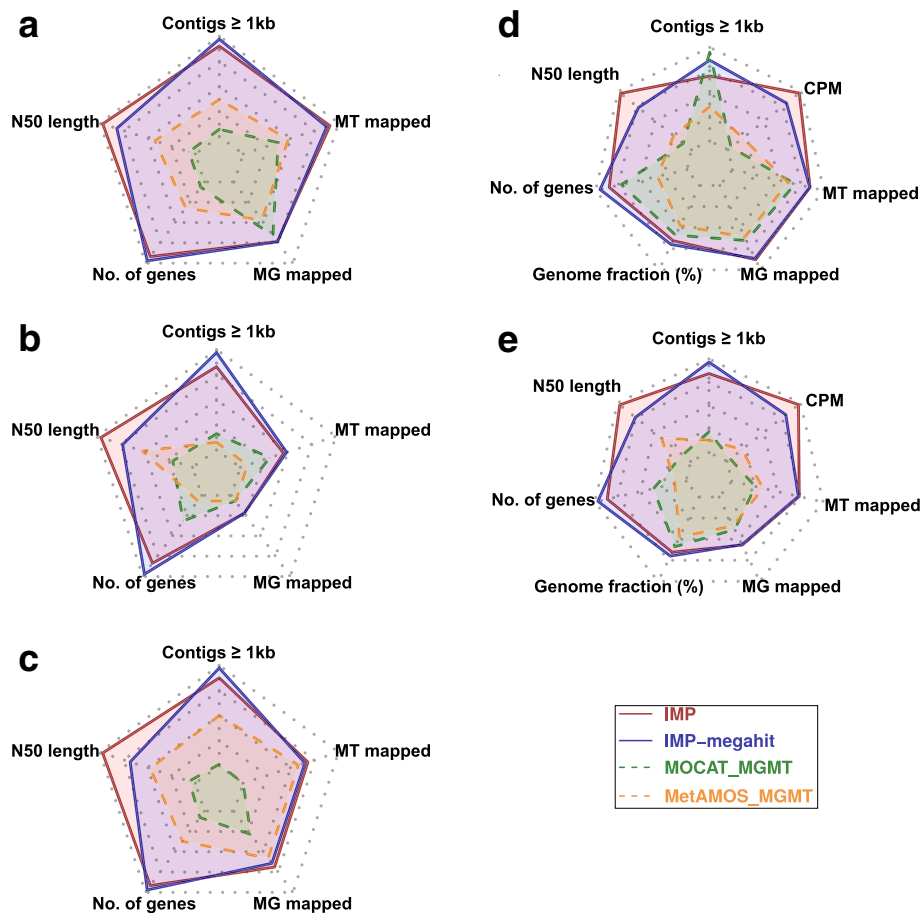 a
Contigs ≥ 1kb
N50 length
MT mapped
No. of genes
MG mapped
b
Contigs ≥ 1kb
N50 length
MT mapped
No. of genes
MG mapped
c
Contigs ≥ 1kb
N50 length
MT mapped
No. of genes
MG mapped
d
Contigs ≥ 1kb
N50 length
CPM
No. of genes
MT mapped
Genome fraction (%)
MG mapped
e
Contigs ≥ 1kb
N50 length
CPM
No. of genes
MT mapped
Genome fraction (%)
MG mapped
IMP
IMP−megahit
MOCAT_MGMT
MetAMOS_MGMT